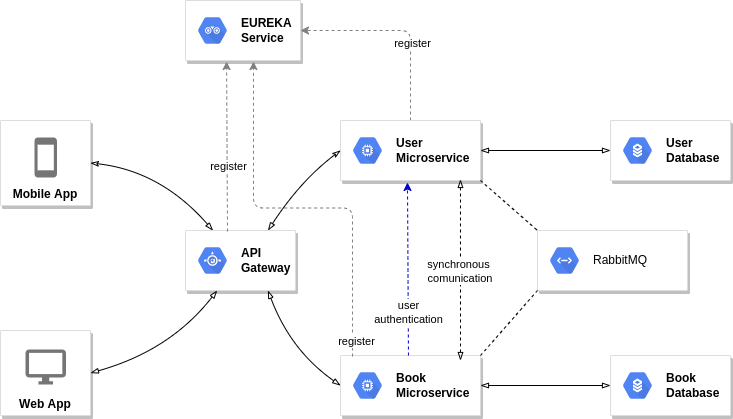 EUREKA
Service
register
User
Microservice
User
Database
Mobile App
register
API
Gateway
RabbitMQ
synchronous
comunication
user
authentication
register
Web App
Book
Microservice
Book
Database